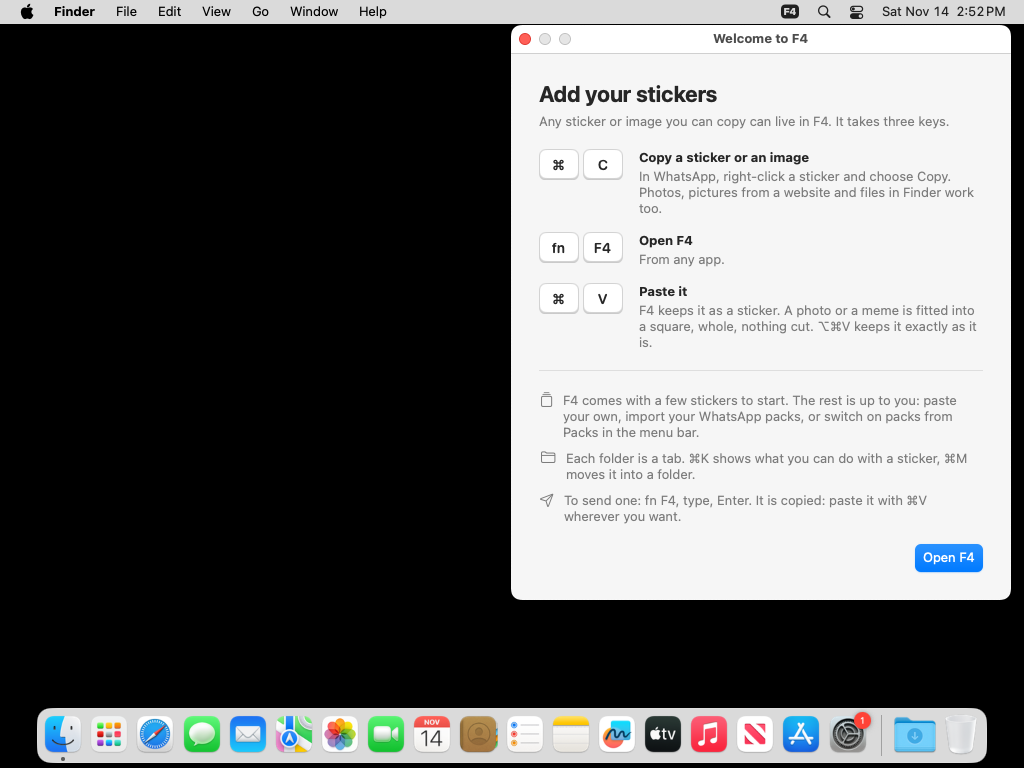 Finder File Edit View Go Window Help F4 Sat Nov 14 2:52 PM
Welcome to F4
Add your stickers
Any sticker or image you can copy can live in F4. It takes three keys.
⌘ C Copy a sticker or an image
In WhatsApp, right-click a sticker and choose Copy.
Photos, pictures from a website and files in Finder work
too.
fn F4 Open F4
From any app.
⌘ V Paste it
F4 keeps it as a sticker. A photo or a meme is fitted into
a square, whole, nothing cut. ⌥⌘V keeps it exactly as it
is.
F4 comes with a few stickers to start. The rest is up to you: paste
your own, import your WhatsApp packs, or switch on packs from
Packs in the menu bar.
Each folder is a tab. ⌘K shows what you can do with a sticker, ⌘M
moves it into a folder.
To send one: fn F4, type, Enter. It is copied: paste it with ⌘V
wherever you want.
Open F4
NOV
14
tv
1